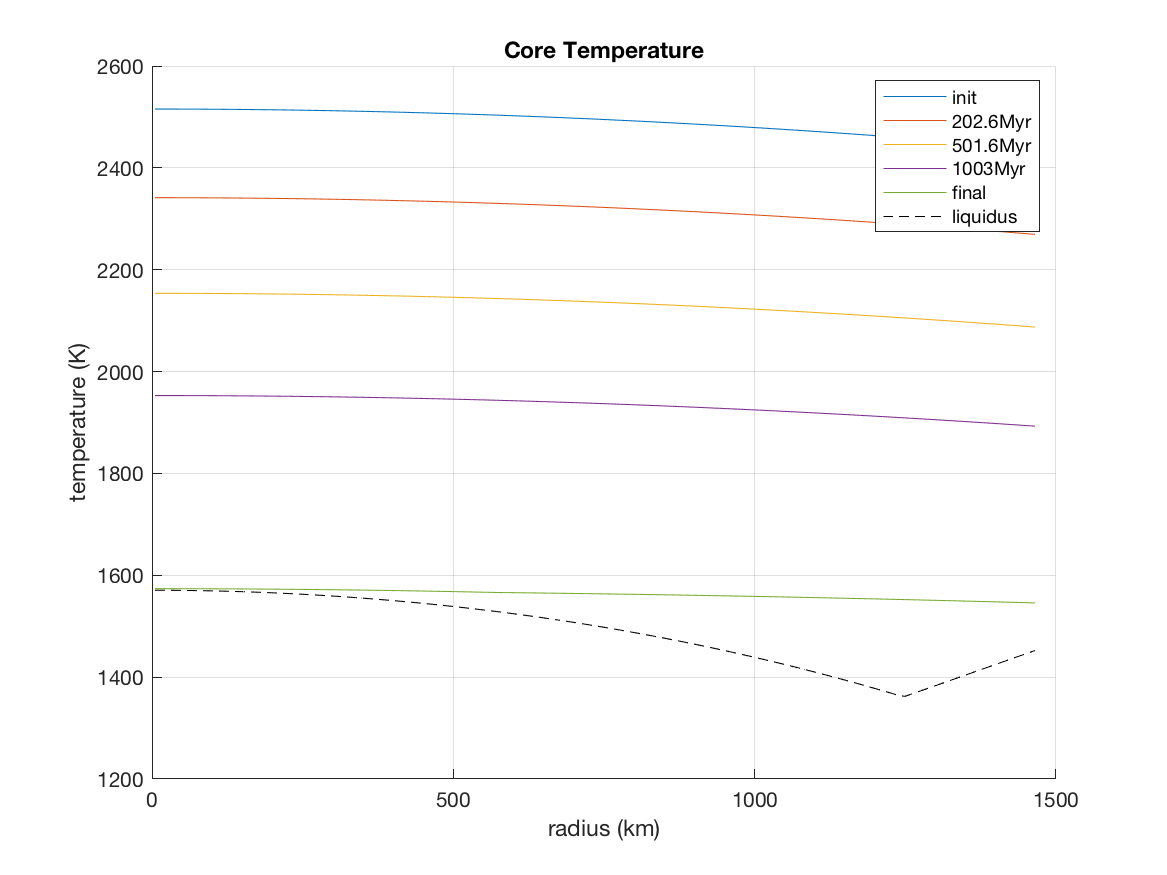 Core Temperature
2600
2400
2200
2000
1800
1600
1400
1200
temperature (K)
init
202.6Myr
501.6Myr
1003Myr
final
liquidus
0
500
1000
1500
radius (km)